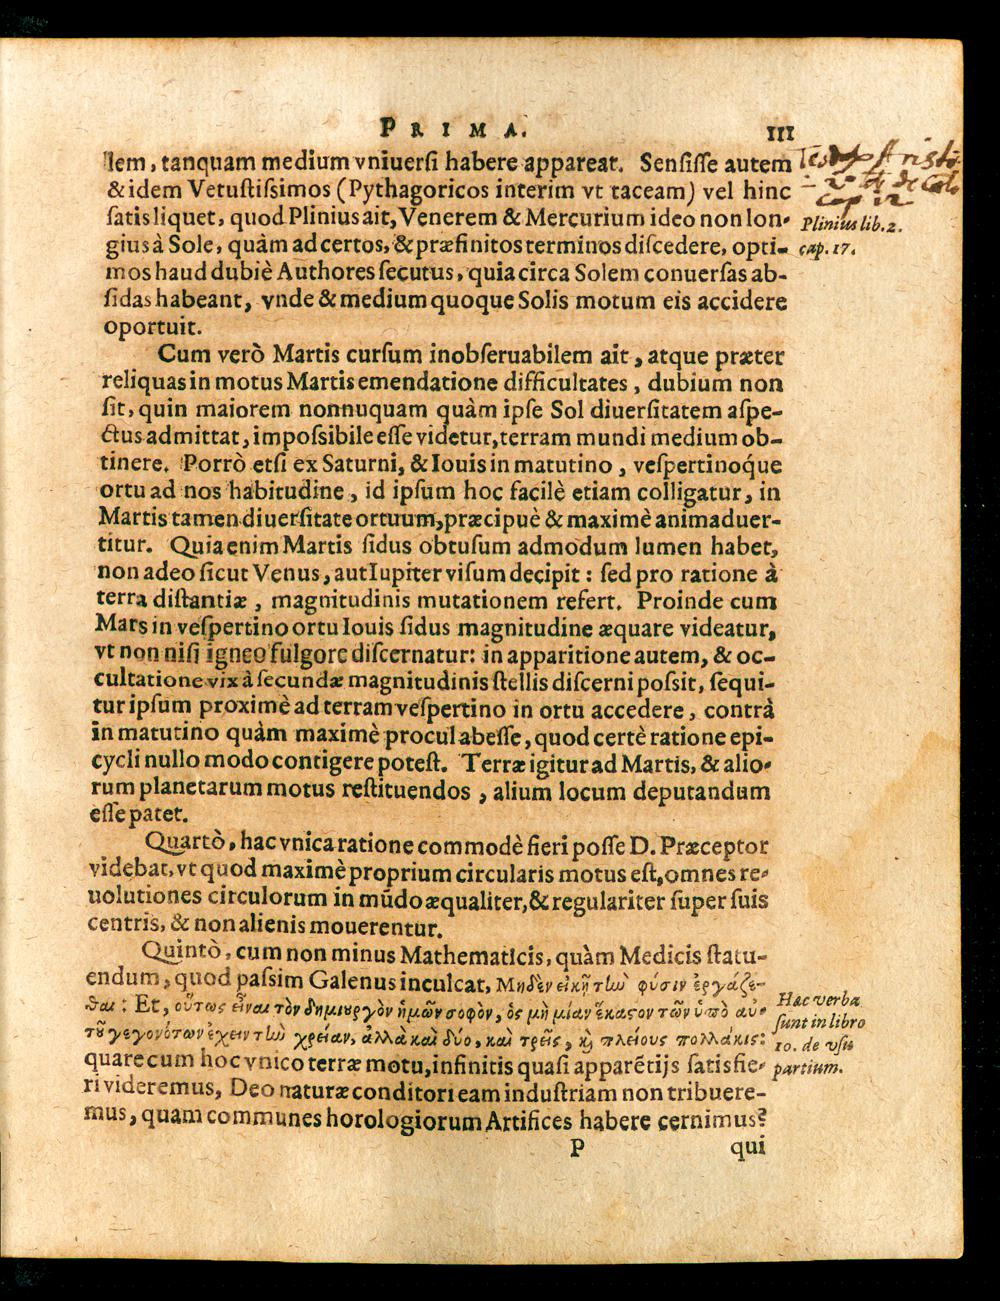 PRIMA. 111
lem, tanquam medium vniuerſi habere appareat. Senſiſſe autem
& idem Vetuſtiſsimos (Pythagoricos interim vt taceam) vel hinc
ſatis liquet, quod Plinius ait, Venerem & Mercurium ideo non lon-
gius à Sole, quàm ad certos, & præfinitos terminos diſcedere, opti-
mos haud dubiè Authores ſecutus, quia circa Solem conuerſas ab-
ſidas habeant, vnde & medium quoque Solis motum eis accidere
oportuit.
Ariſto.
de Cælo
Cap 12
Plinius lib. 2.
cap. 17.
Cum verò Martis curſum inobſeruabilem ait, atque præter
reliquas in motus Martis emendatione difficultates, dubium non
ſit, quin maiorem nonnuquam quàm ipſe Sol diuerſitatem aſpe-
ctus admittat, impoſsibile eſſe videtur, terram mundi medium ob-
tinere. Porrò etſi ex Saturni, & Iouis in matutino, veſpertinoq́ue
ortu ad nos habitudine, id ipſum hoc facilè etiam colligatur, in
Martis tamen diuerſitate ortuum, præcipuè & maximè animaduer-
titur. Quia enim Martis ſidus obtuſum admodum lumen habet,
non adeo ſicut Venus, aut Iupiter viſum decipit: ſed pro ratione à
terra diſtantiæ, magnitudinis mutationem refert. Proinde cum
Mars in veſpertino ortu Iouis ſidus magnitudine æquare videatur,
vt non niſi igneo fulgore diſcernatur: in apparitione autem, & oc-
cultatione vix à ſecundæ magnitudinis ſtellis diſcerni poſsit, ſequi-
tur ipſum proximè ad terram veſpertino in ortu accedere, contrà
in matutino quàm maximè procul abeſſe, quod certè ratione epi-
cycli nullo modo contigere poteſt. Terræ igitur ad Martis, & alio-
rum planetarum motus reſtituendos, alium locum deputandum
eſſe patet.
Quartò, hac vnica ratione commodè fieri poſſe D. Præceptor
videbat, vt quod maximè proprium circularis motus eſt, omnes re-
uolutiones circulorum in mūdo æqualiter, & regulariter ſuper ſuis
centris, & non alienis mouerentur.
Quintò, cum non minus Mathematicis, quàm Medicis ſtatu-
endum, quod paſsim Galenus inculcat, Μηδὲν εἰκῆ τὴν φύσιν ἐργάζε-
σθαι: Et, οὕτως εἶναι τὸν δημιουργὸν ἡμῶν σοφὸν, ὃς μὴ μίαν ἕκαστον τῶν ὑπὸ αὐ-
τοῦ γεγονότων ἔχειν τὴν χρείαν, ἀλλὰ καὶ δύο, καὶ τρεῖς, καὶ πλείους πολλάκις:
quare cum hoc vnico terræ motu, infinitis quaſi apparētijs ſatisfie-
ri videremus, Deo naturæ conditori eam induſtriam non tribuere-
mus, quam communes horologiorum Artifices habere cernimus?
Hæc verba
ſunt in libro
10. de vſu
partium.
P qui